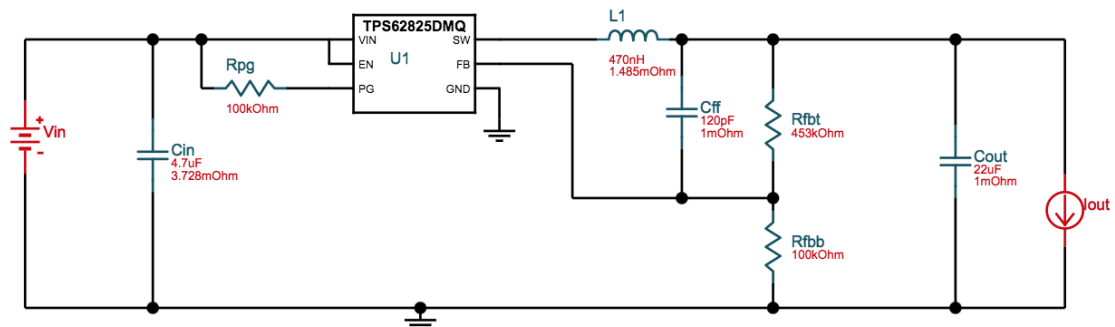 TPS62825DMQ
VIN
EN
PG
U1
SW
FB
GND
L1
470nH
1.485mOhm
Rpg
100kOhm
+
Vin
-
Cin
4.7uF
3.728mOhm
Cff
120pF
1mOhm
Rfbt
453kOhm
Rfbb
100kOhm
Cout
22uF
1mOhm
Iout